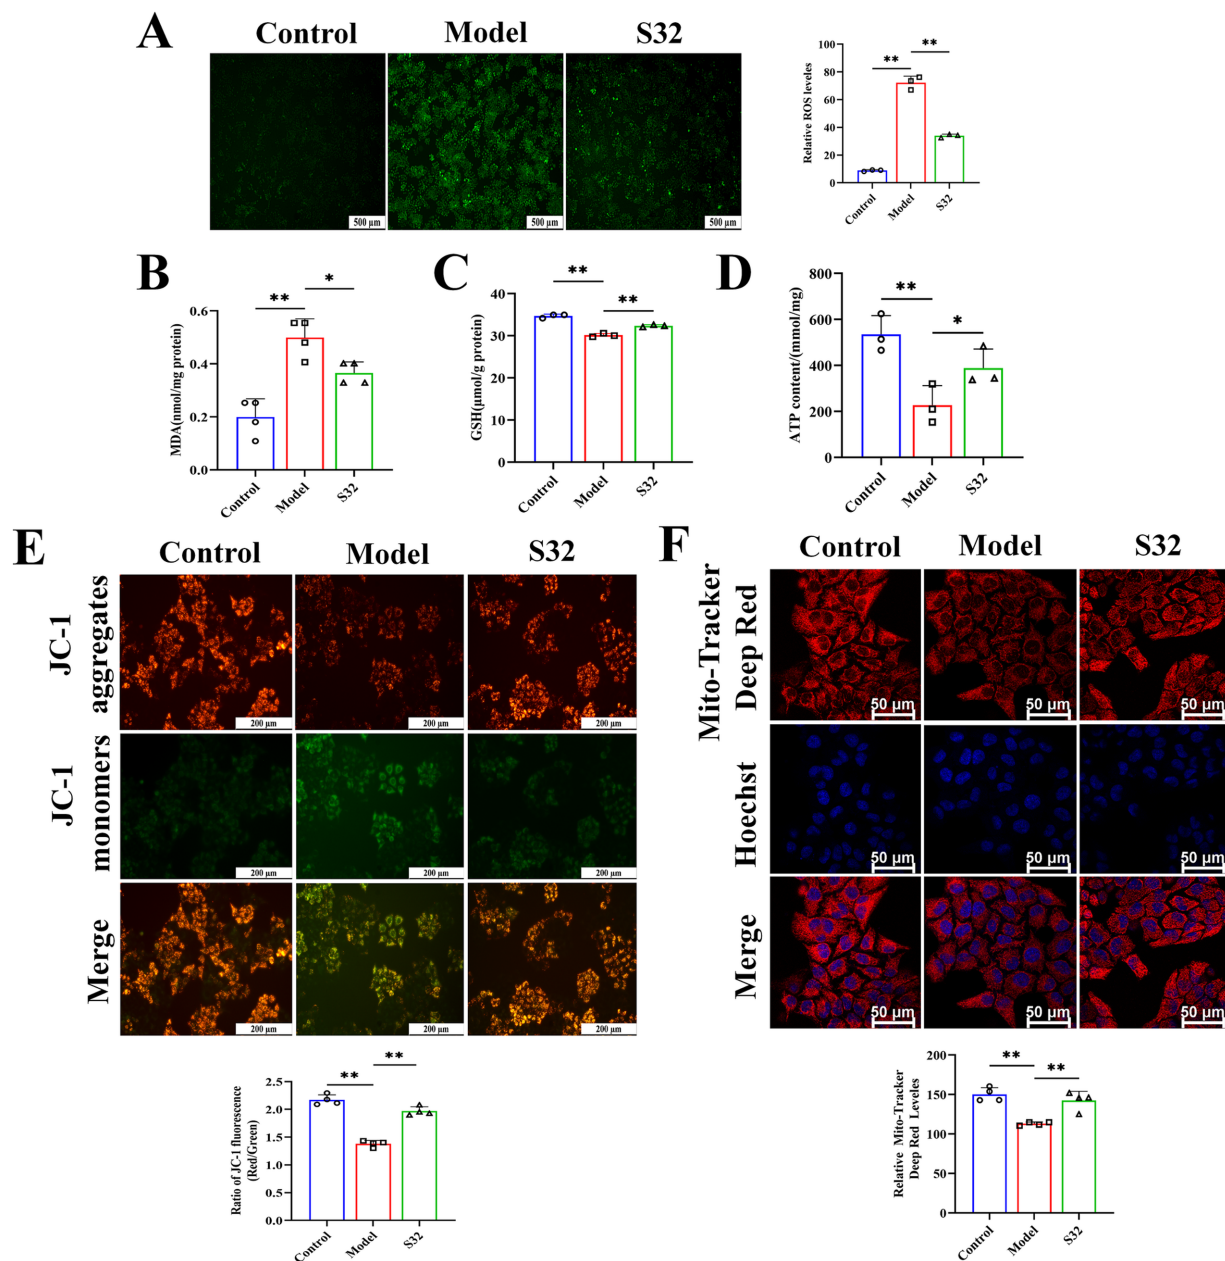 A
Control
Model
S32
500 µm
500 µm
500 µm
Relative ROS leveles
100
80
60
40
20
0
**
**
Control
Model
S32
B
MDA(nmol/mg protein)
0.6
0.4
0.2
0.0
**
*
Control
Model
S32
C
GSH(µmol/g protein)
40
30
20
10
0
**
**
Control
Model
S32
D
ATP content/(mmol/mg)
800
600
400
200
0
**
*
Control
Model
S32
E
Control
Model
S32
JC-1
aggregates
200 µm
200 µm
200 µm
JC-1
monomers
200 µm
200 µm
200 µm
Merge
200 µm
200 µm
200 µm
Ratio of JC-1 fluorescence
(Red/Green)
2.5
2.0
1.5
1.0
0.5
0.0
**
**
Control
Model
S32
F
Control
Model
S32
Mito-Tracker
Deep Red
50 µm
50 µm
50 µm
Hoechst
50 µm
50 µm
50 µm
Merge
50 µm
50 µm
50 µm
Relative Mito-Tracker
Deep Red Leveles
200
150
100
50
0
**
**
Control
Model
S32